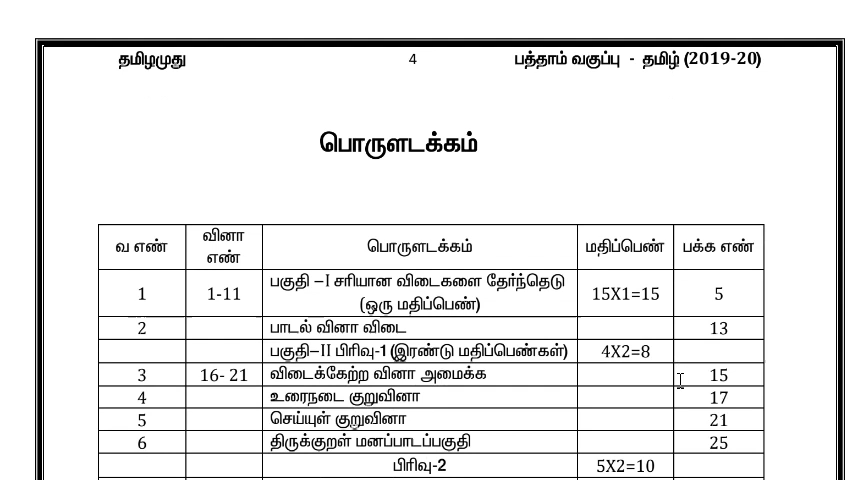 தமிழமுது 4 பத்தாம் வகுப்பு - தமிழ் (2019-20)
பொருளடக்கம்
வ எண் வினா எண் பொருளடக்கம் மதிப்பெண் பக்க எண்
1 1-11 பகுதி –I சரியான விடைகளை தேர்ந்தெடு 15X1=15 5
(ஒரு மதிப்பெண்)
2 பாடல் வினா விடை 13
பகுதி–II பிரிவு-1 (இரண்டு மதிப்பெண்கள்) 4X2=8
3 16- 21 விடைக்கேற்ற வினா அமைக்க 15
4 உரைநடை குறுவினா 17
5 செய்யுள் குறுவினா 21
6 திருக்குறள் மனப்பாடப்பகுதி 25
பிரிவு-2 5X2=10